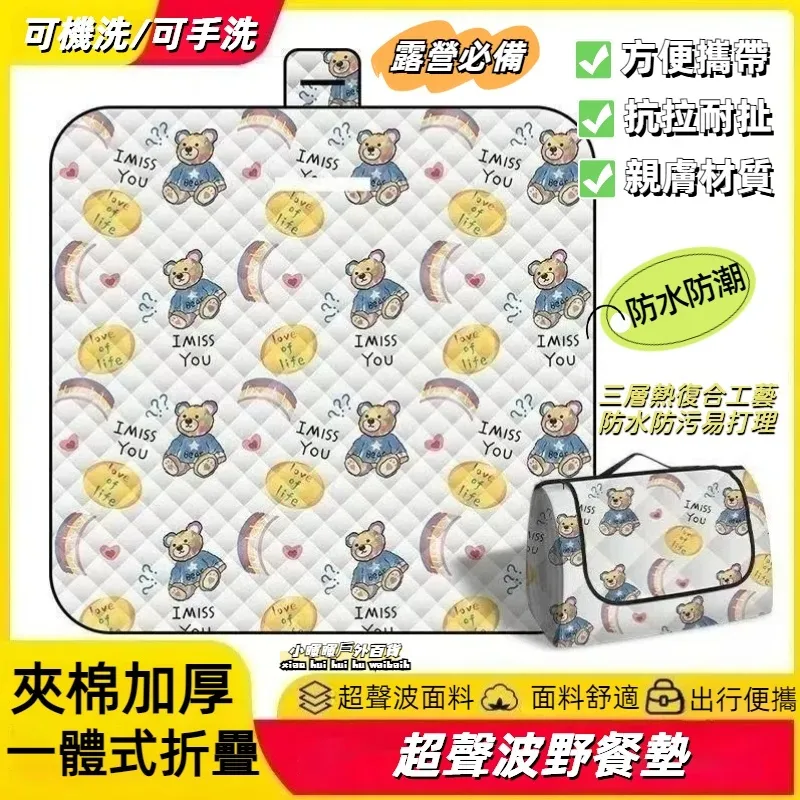 可機洗/可手洗
露營必備
方便攜帶
抗拉耐扯
親膚材質
I MISS
YOU
love
of
life
???
BEAR
防水防潮
三層熱復合工藝
防水防污易打理
夾棉加厚
一體式折疊
超聲波面料
面料舒適
出行便攜
超聲波野餐墊